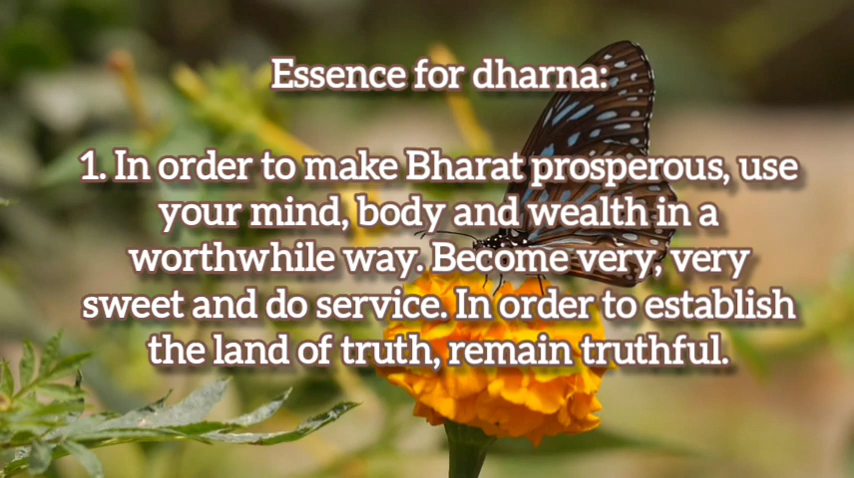 Essence for dharna:
1. In order to make Bharat prosperous, use
your mind, body and wealth in a
worthwhile way. Become very, very
sweet and do service. In order to establish
the land of truth, remain truthful.